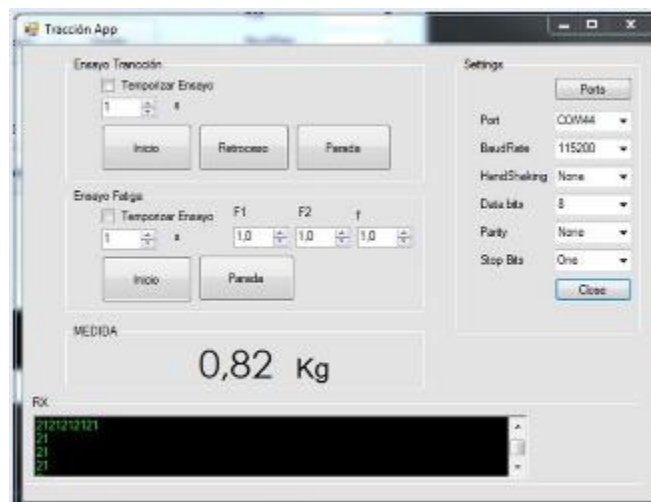 Tracción App
Ensayo Trancción
Temporizar Ensayo
1 s
Inicio Retroceso Parada
Ensayo Fatiga
Temporizar Ensayo F1 F2 f
1 s 1,0 1,0 1,0
Inicio Parada
MEDIDA
0,82 Kg
Settings
Ports
Port COM44
BaudRate 115200
HandShaking None
Data bits 8
Parity None
Stop Bits One
Close
RX
2121212121
21
21
21